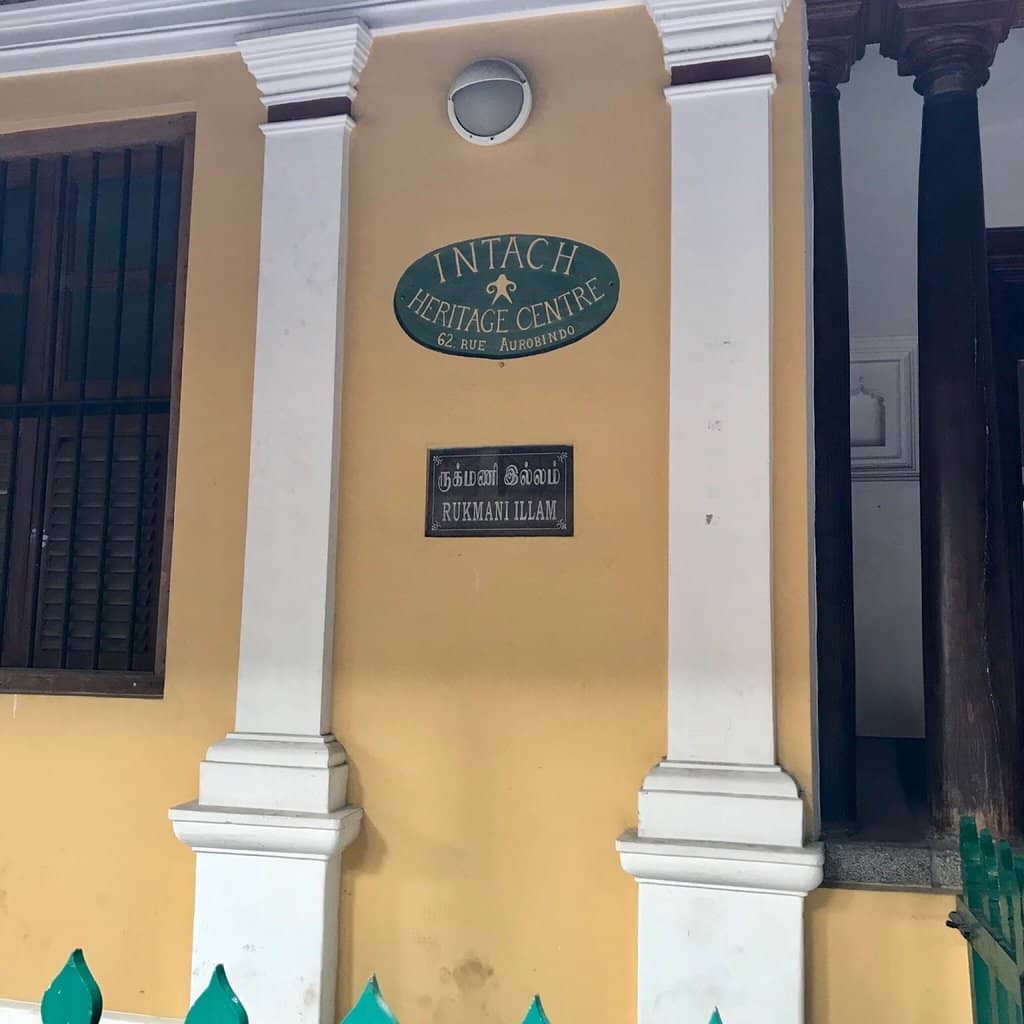 INTACH
HERITAGE CENTRE
62. RUE AUROBINDO
ருக்மணி இல்லம்
RUKMANI ILLAM